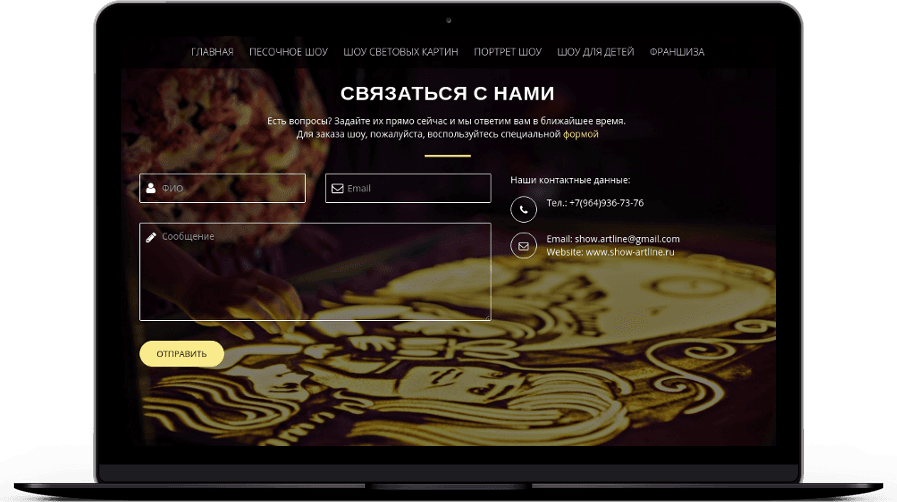 ГЛАВНАЯ ПЕСОЧНОЕ ШОУ ШОУ СВЕТОВЫХ КАРТИН ПОРТРЕТ ШОУ ШОУ ДЛЯ ДЕТЕЙ ФРАНШИЗА
СВЯЗАТЬСЯ С НАМИ
Есть вопросы? Задайте их прямо сейчас и мы ответим вам в ближайшее время.
Для заказа шоу, пожалуйста, воспользуйтесь специальной формой
ФИО
Email
Сообщение
ОТПРАВИТЬ
Наши контактные данные:
Тел.: +7(964)936-73-76
Email: show.artline@gmail.com
Website: www.show-artline.ru